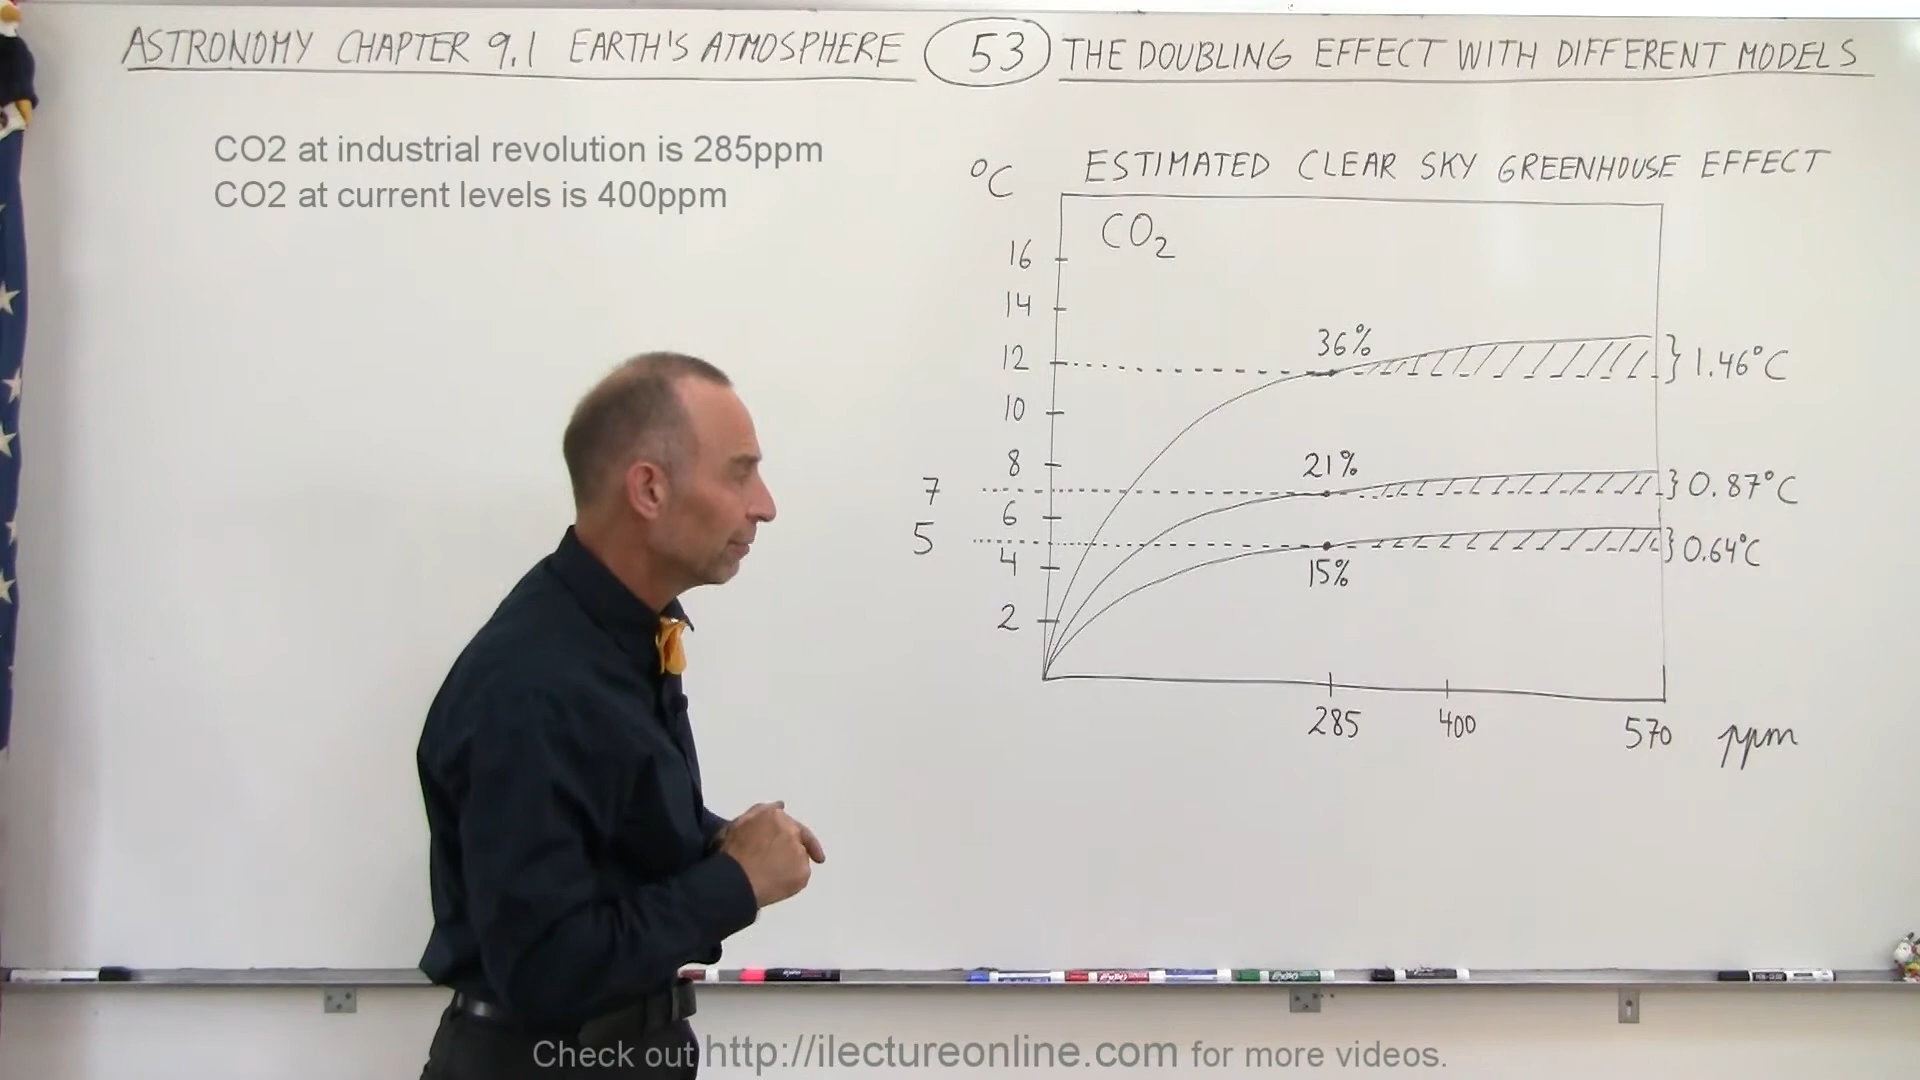 ASTRONOMY CHAPTER 9.1 EARTH'S ATMOSPHERE 53 THE DOUBLING EFFECT WITH DIFFERENT MODELS
CO2 at industrial revolution is 285ppm
CO2 at current levels is 400ppm
°C ESTIMATED CLEAR SKY GREENHOUSE EFFECT
CO2
16
14
36%
12 1.46°C
10
21%
8
7 0.87°C
6
5 0.64°C
4 15%
2
285 400 570 ppm
Check out http://ilectureonline.com for more videos.